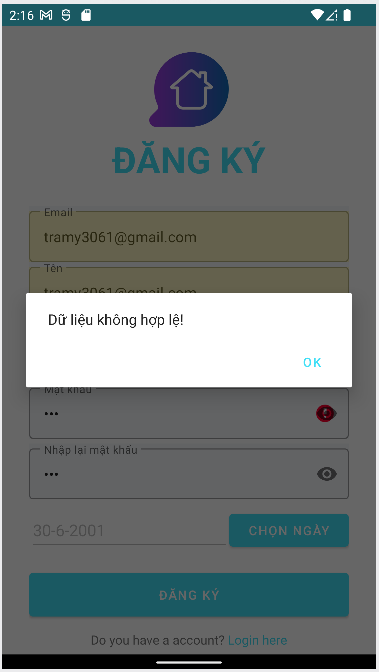 2:16
ĐĂNG KÝ
Email
tramy3061@gmail.com
Tên
tramy3061@gmail.com
Dữ liệu không hợp lệ!
OK
Mật khẩu
Nhập lại mật khẩu
30-6-2001
CHỌN NGÀY
ĐĂNG KÝ
Do you have a account? Login here